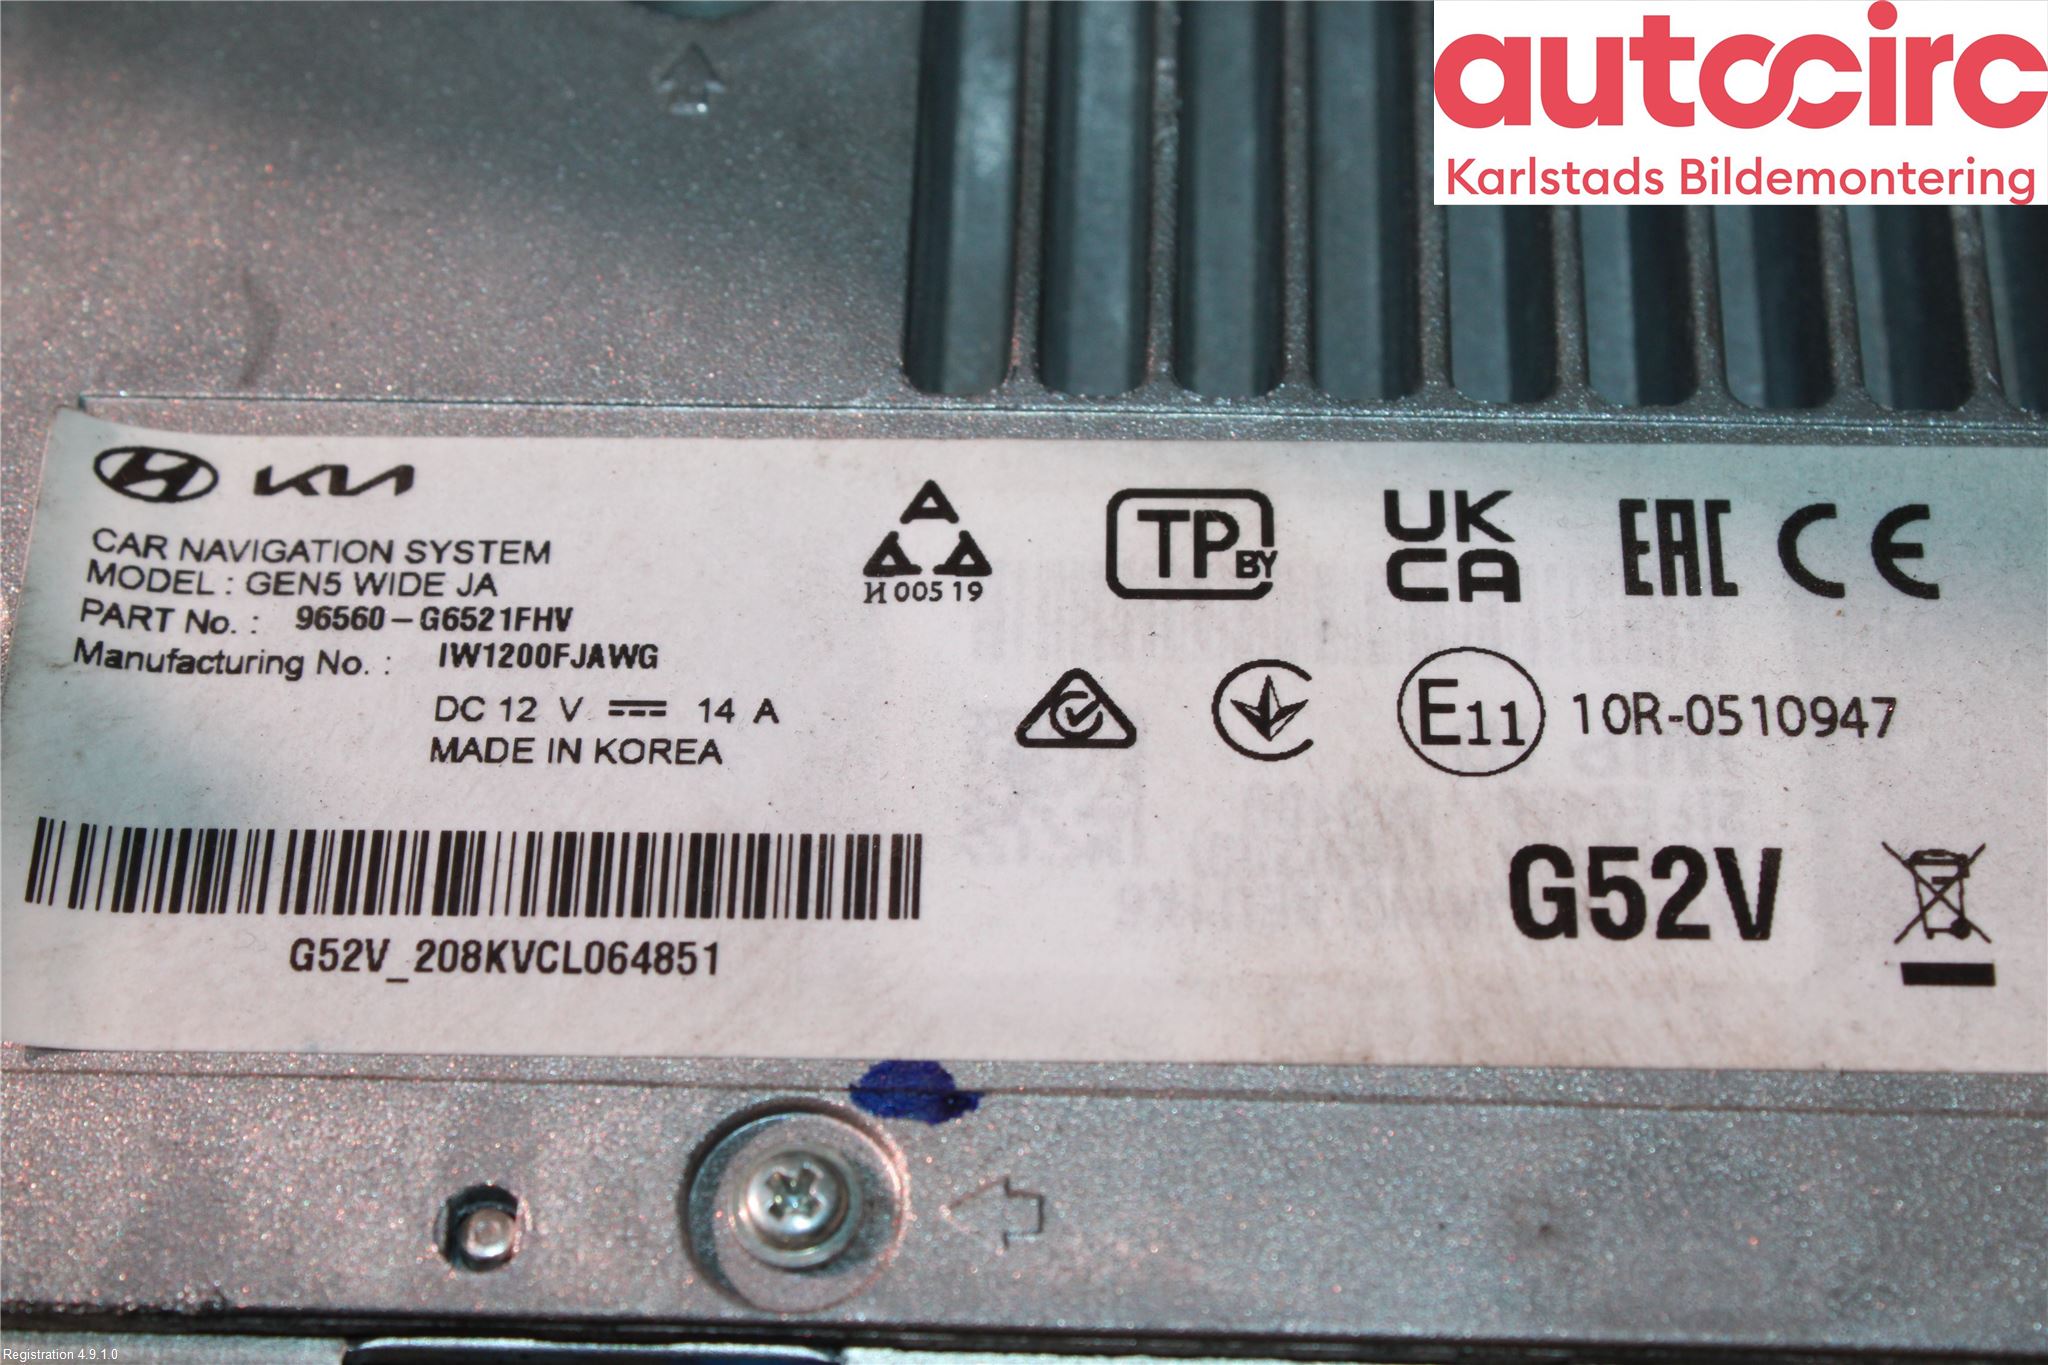 autocirc
Karlstads Bildemontering
KIA
CAR NAVIGATION SYSTEM
MODEL : GEN5 WIDE JA
PART No. : 96560-G6521FHV
Manufacturing No. : IW1200FJAWG
DC 12 V 14 A
MADE IN KOREA
И 005 19
TP BY
UK
CA
EAC CE
E11 10R-0510947
G52V
G52V_208KVCL064851
Registration 4.9.1.0